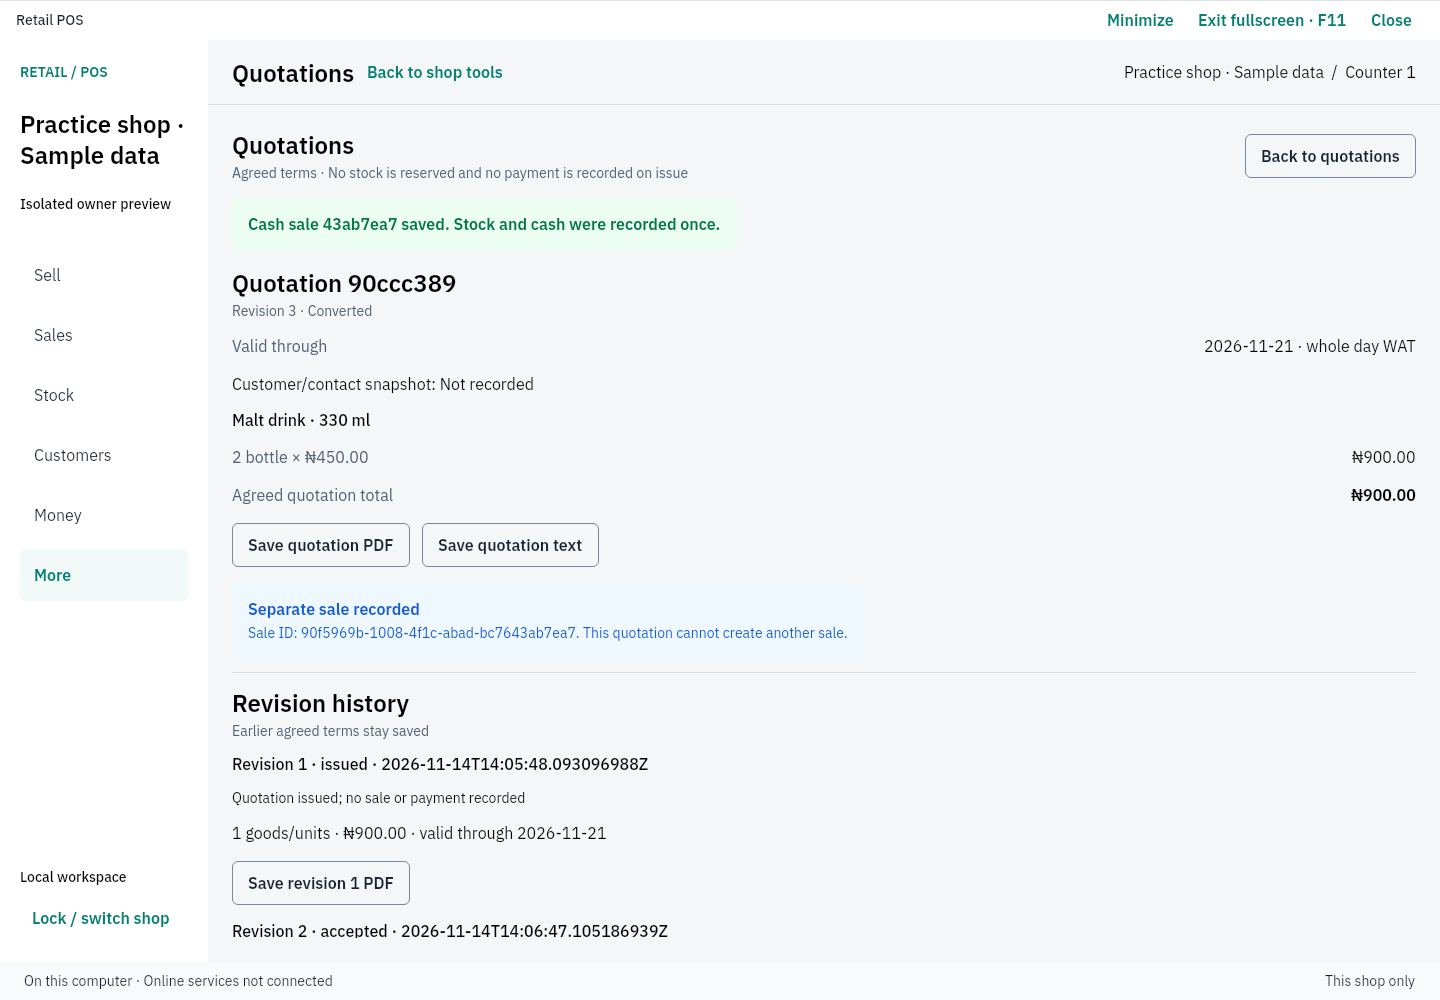 Retail POS
Minimize
Exit fullscreen · F11
Close
RETAIL / POS
Practice shop ·
Sample data
Isolated owner preview
Sell
Sales
Stock
Customers
Money
More
Local workspace
Lock / switch shop
Quotations
Back to shop tools
Practice shop · Sample data / Counter 1
Quotations
Agreed terms · No stock is reserved and no payment is recorded on issue
Back to quotations
Cash sale 43ab7ea7 saved. Stock and cash were recorded once.
Quotation 90ccc389
Revision 3 · Converted
Valid through
2026-11-21 · whole day WAT
Customer/contact snapshot: Not recorded
Malt drink · 330 ml
2 bottle × ₦450.00
₦900.00
Agreed quotation total
₦900.00
Save quotation PDF
Save quotation text
Separate sale recorded
Sale ID: 90f5969b-1008-4f1c-abad-bc7643ab7ea7. This quotation cannot create another sale.
Revision history
Earlier agreed terms stay saved
Revision 1 · issued · 2026-11-14T14:05:48.093096988Z
Quotation issued; no sale or payment recorded
1 goods/units · ₦900.00 · valid through 2026-11-21
Save revision 1 PDF
Revision 2 · accepted · 2026-11-14T14:06:47.105186939Z
On this computer · Online services not connected
This shop only